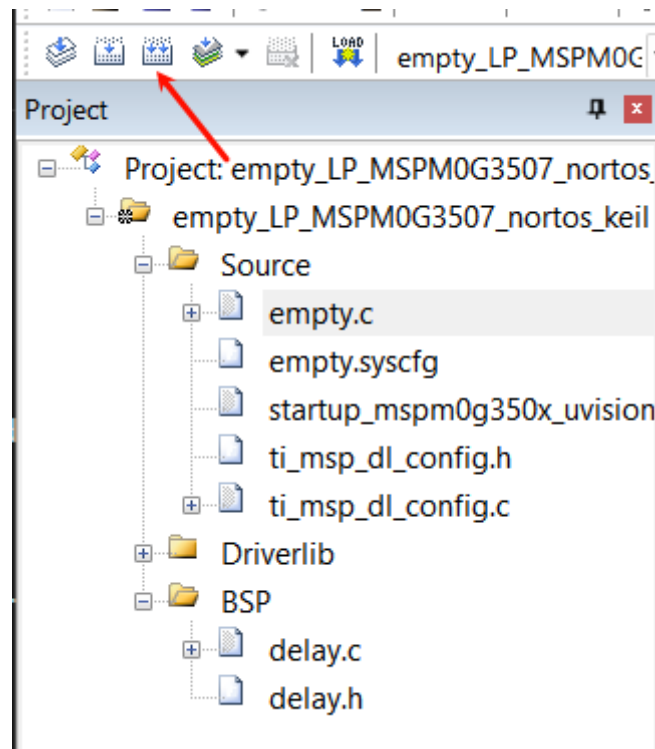 LOAD
empty_LP_MSPM0G
Project
Project: empty_LP_MSPM0G3507_nortos_
empty_LP_MSPM0G3507_nortos_keil
Source
empty.c
empty.syscfg
startup_mspm0g350x_uvision
ti_msp_dl_config.h
ti_msp_dl_config.c
Driverlib
BSP
delay.c
delay.h